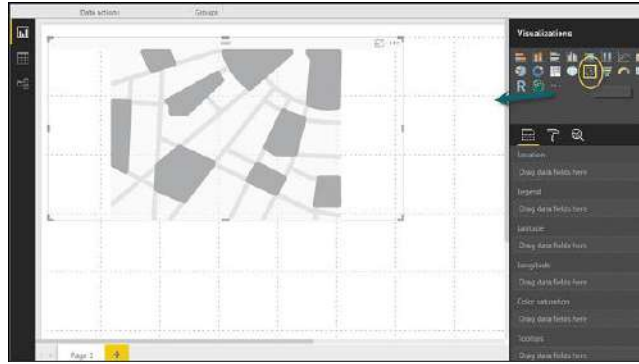 Data actions
Groups
Visualizations
R
Location
Drag data fields here
Legend
Drag data fields here
Latitude
Drag data fields here
Longitude
Drag data fields here
Color saturation
Drag data fields here
Tooltips
Drag data fields here
Page 1